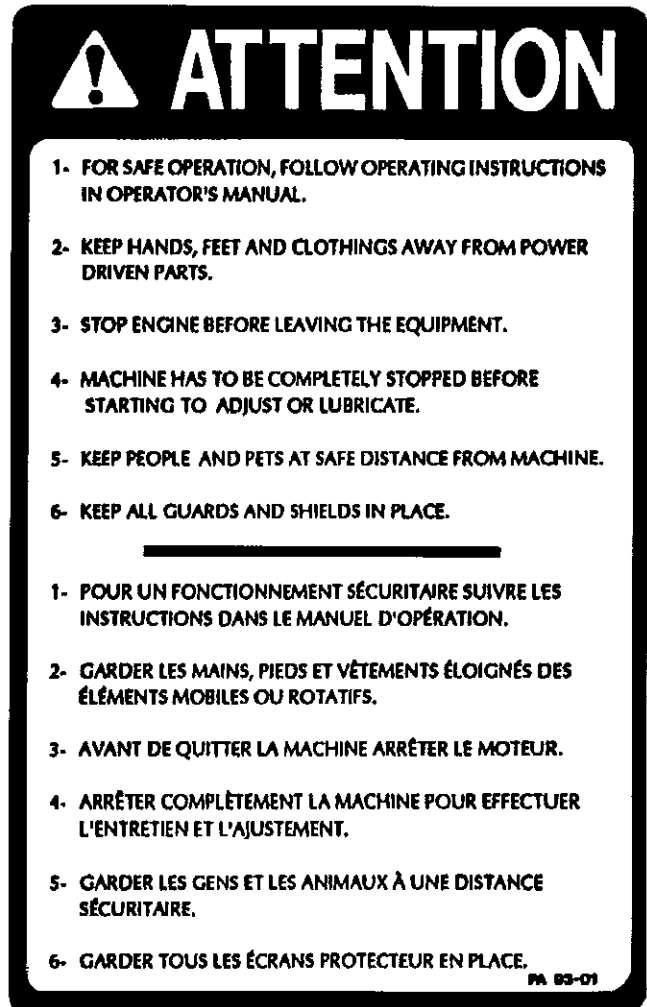 ATTENTION
1- FOR SAFE OPERATION, FOLLOW OPERATING INSTRUCTIONS
IN OPERATOR'S MANUAL.
2- KEEP HANDS, FEET AND CLOTHINGS AWAY FROM POWER
DRIVEN PARTS.
3- STOP ENGINE BEFORE LEAVING THE EQUIPMENT.
4- MACHINE HAS TO BE COMPLETELY STOPPED BEFORE
STARTING TO ADJUST OR LUBRICATE.
5- KEEP PEOPLE AND PETS AT SAFE DISTANCE FROM MACHINE.
6- KEEP ALL GUARDS AND SHIELDS IN PLACE.
1- POUR UN FONCTIONNEMENT SÉCURITAIRE SUIVRE LES
INSTRUCTIONS DANS LE MANUEL D'OPÉRATION.
2- GARDER LES MAINS, PIEDS ET VÊTEMENTS ÉLOIGNÉS DES
ÉLÉMENTS MOBILES OU ROTATIFS.
3- AVANT DE QUITTER LA MACHINE ARRÊTER LE MOTEUR.
4- ARRÊTER COMPLÈTEMENT LA MACHINE POUR EFFECTUER
L'ENTRETIEN ET L'AJUSTEMENT.
5- GARDER LES GENS ET LES ANIMAUX À UNE DISTANCE
SÉCURITAIRE.
6- GARDER TOUS LES ÉCRANS PROTECTEUR EN PLACE.
PA 93-01